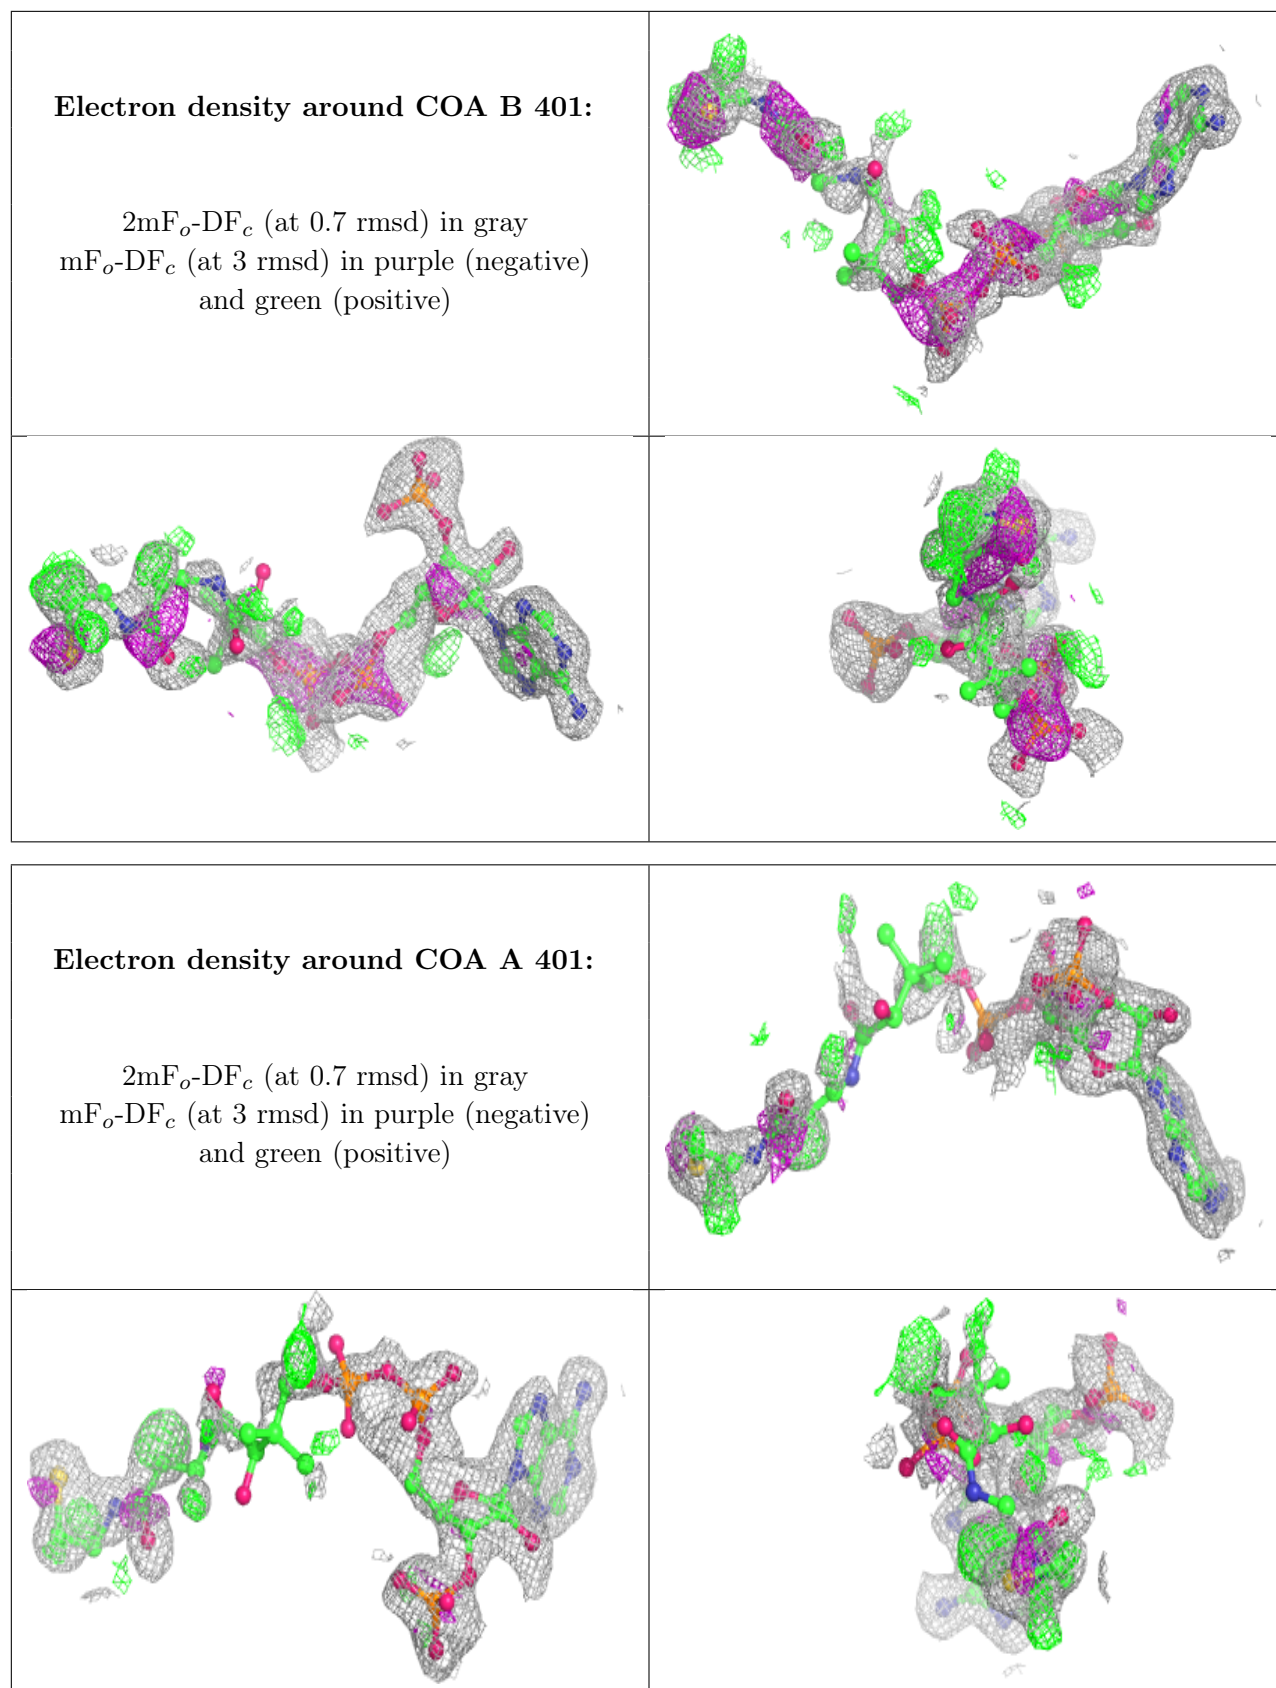 Electron density around COA B 401:
2mFo-DFc (at 0.7 rmsd) in gray
mFo-DFc (at 3 rmsd) in purple (negative)
and green (positive)
Electron density around COA A 401:
2mFo-DFc (at 0.7 rmsd) in gray
mFo-DFc (at 3 rmsd) in purple (negative)
and green (positive)